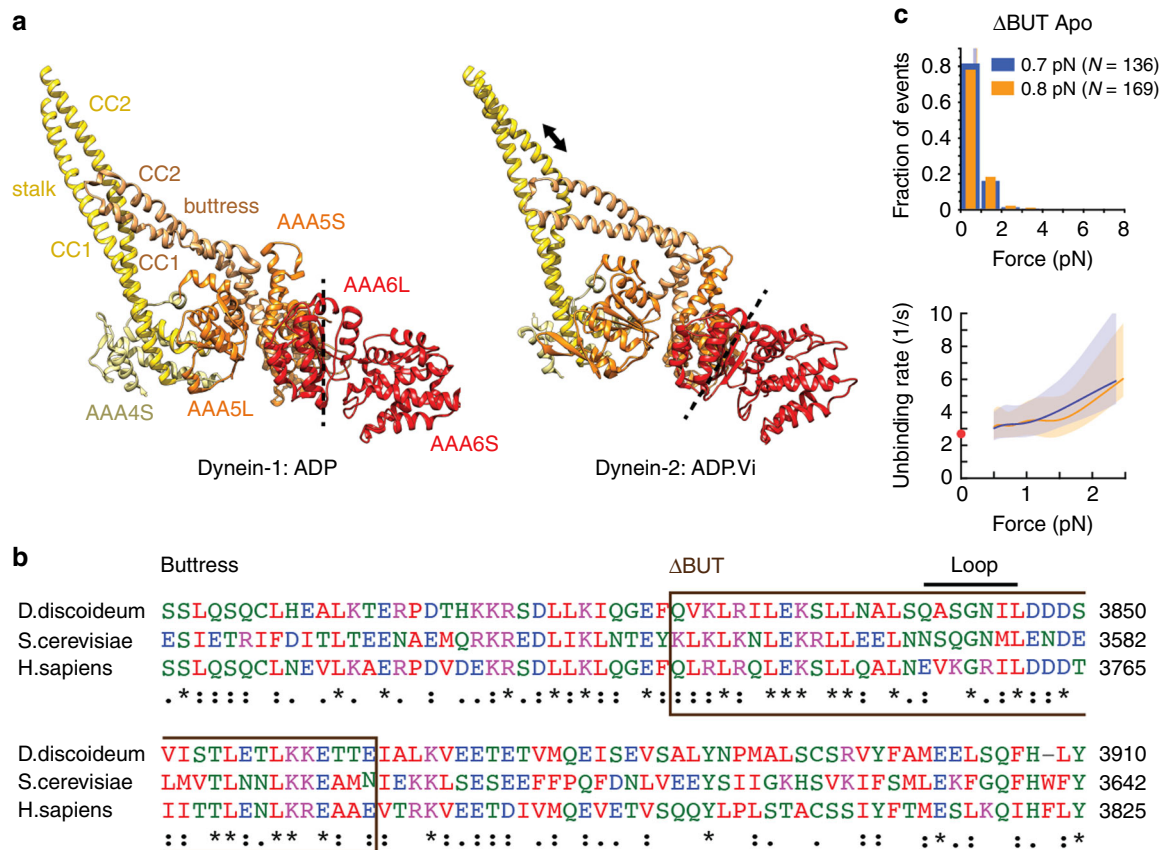 a
CC2
CC2
stalk
buttress
AAA5S
CC1
CC1
AAA6L
AAA4S
AAA5L
AAA6S
Dynein-1: ADP
Dynein-2: ADP.Vi
c
ΔBUT Apo
0.7 pN (N = 136)
0.8 pN (N = 169)
Fraction of events
0.8
0.6
0.4
0.2
0
0 2 4 6 8
Force (pN)
Unbinding rate (1/s)
10
8
6
4
2
0
0 1 2
Force (pN)
b
Buttress ΔBUT Loop
D.discoideum SSLQSQCLHEALKTERPDTHKKRSDLLKIQGEFQVKLRILEKSLLNALSQASGNILDDDS 3850
S.cerevisiae ESIETRIFDITLTEENAEMQRKREDLIKLNTEYKLKLKNLEKRLLEELNNSQGNMLENDE 3582
H.sapiens SSLQSQCLNEVLKAERPDVDEKRSDLLKLQGEFQLRLRQLEKSLLQALNEVKGRILDDDT 3765
.*:::: :. .* *. : ::.** **:*: .*::::*: *** **: *.: *.:*::*
D.discoideum VISTLETLKKETTEIALKVEETETVMQEISEVSALYNPMALSCSRVYFAMEELSQFH-LY 3910
S.cerevisiae LMVTLNNLKKEAMNIEKKLSESEEFFPQFDNLVEEYSIIGKHSVKIFSMLEKFGQFHWFY 3642
H.sapiens IITTLENLKREAAEVTRKVEETDIVMQEVETVSQQYLPLSTACSSIYFTMESLKQIHFLY 3825
:: **:.**:*: :: *:.*:: .: :. : * :. . :: :*.: *:* :*